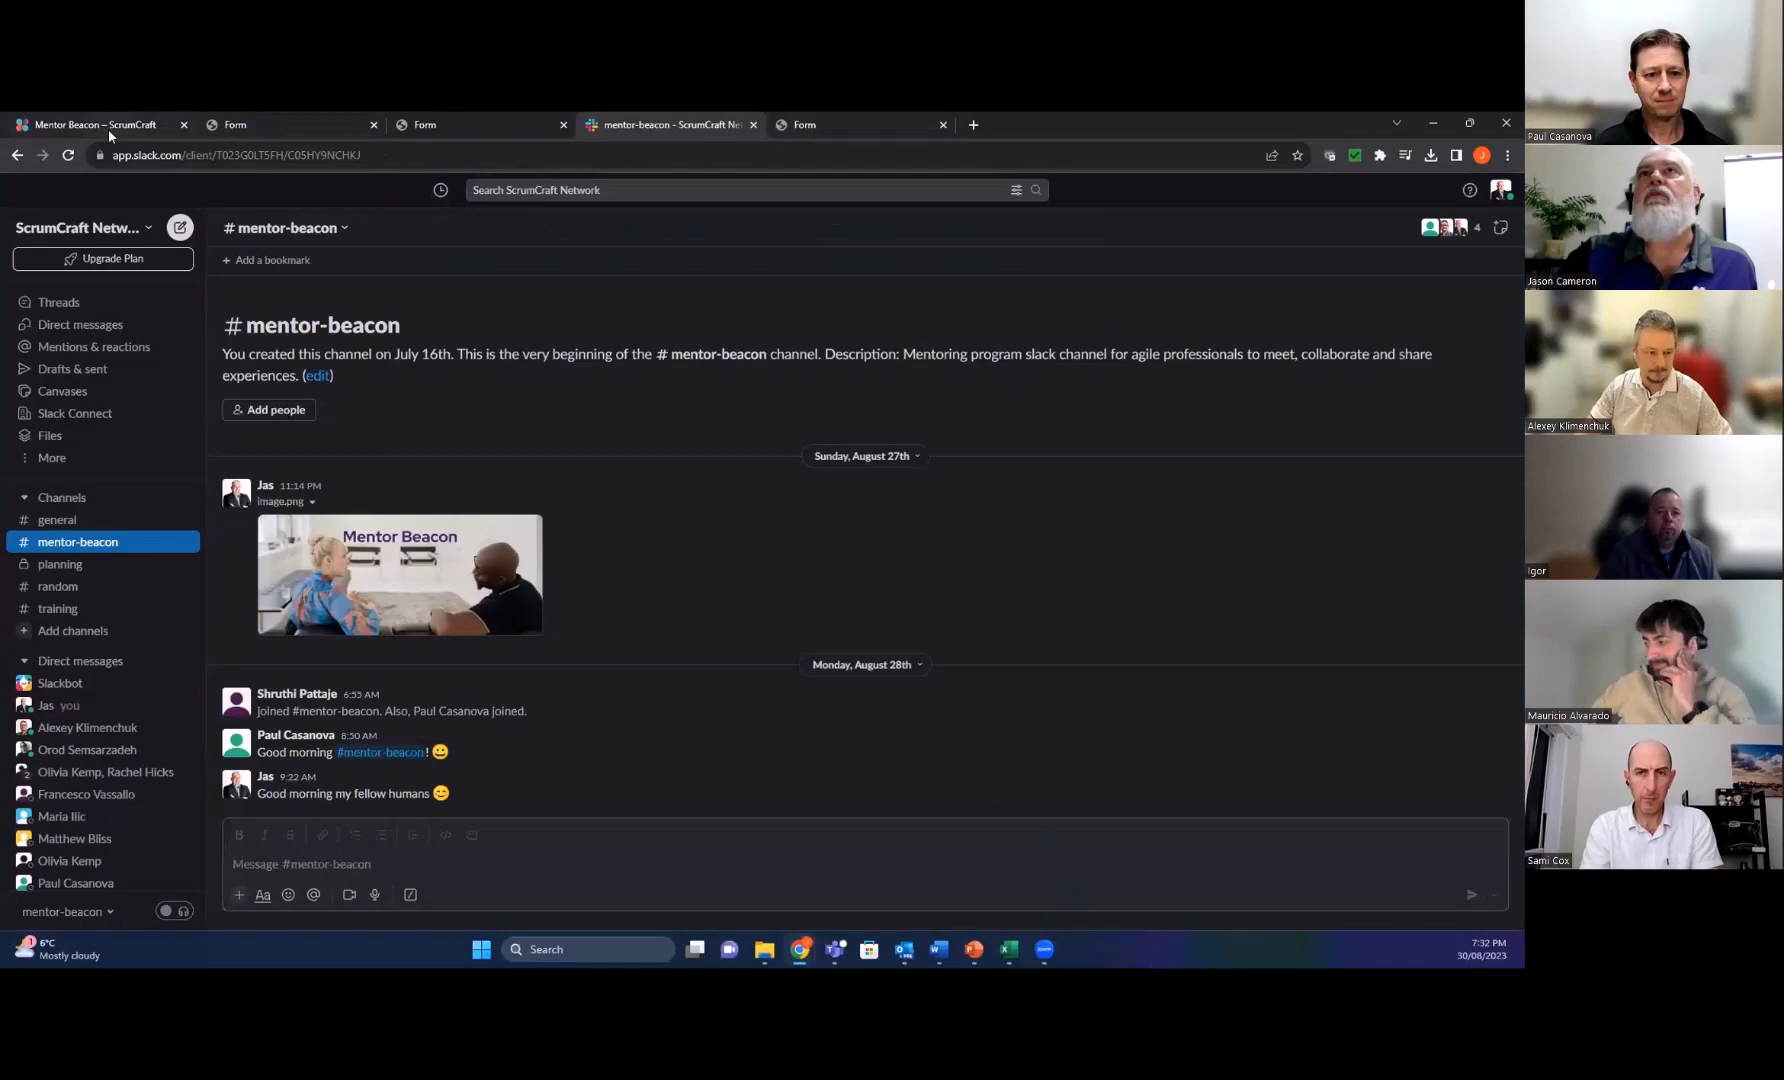 Mentor Beacon – ScrumCraft
Form
Form
mentor-beacon - ScrumCraft Net
Form
app.slack.com/client/T023G0LT5FH/C05HY9NCHKJ
Search ScrumCraft Network
ScrumCraft Netw...
Upgrade Plan
Threads
Direct messages
Mentions & reactions
Drafts & sent
Canvases
Slack Connect
Files
More
Channels
# general
# mentor-beacon
planning
# random
# training
+ Add channels
Direct messages
Slackbot
Jas you
Alexey Klimenchuk
Orod Semsarzadeh
2 Olivia Kemp, Rachel Hicks
Francesco Vassallo
Maria Ilic
Matthew Bliss
Olivia Kemp
Paul Casanova
mentor-beacon
# mentor-beacon
4
+ Add a bookmark
# mentor-beacon
You created this channel on July 16th. This is the very beginning of the # mentor-beacon channel. Description: Mentoring program slack channel for agile professionals to meet, collaborate and share
experiences. (edit)
Add people
Sunday, August 27th
Jas 11:14 PM
image.png
Mentor Beacon
Monday, August 28th
Shruthi Pattaje 6:55 AM
joined #mentor-beacon. Also, Paul Casanova joined.
Paul Casanova 8:50 AM
Good morning #mentor-beacon!
Jas 9:22 AM
Good morning my fellow humans
B I S
Message #mentor-beacon
+ Aa @
1 6°C
Mostly cloudy
Search
7:32 PM
30/08/2023
Paul Casanova
Jason Cameron
Alexey Klimenchuk
Igor
Mauricio Alvarado
Sami Cox